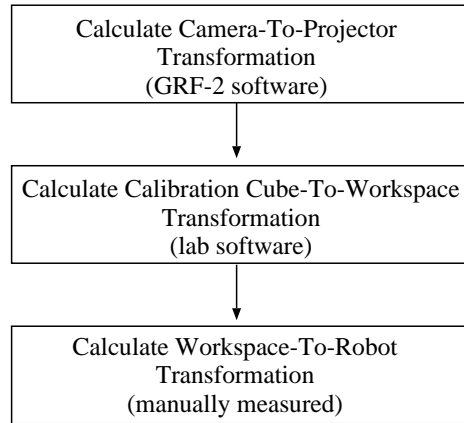 Calculate Camera-To-Projector
Transformation
(GRF-2 software)
Calculate Calibration Cube-To-Workspace
Transformation
(lab software)
Calculate Workspace-To-Robot
Transformation
(manually measured)